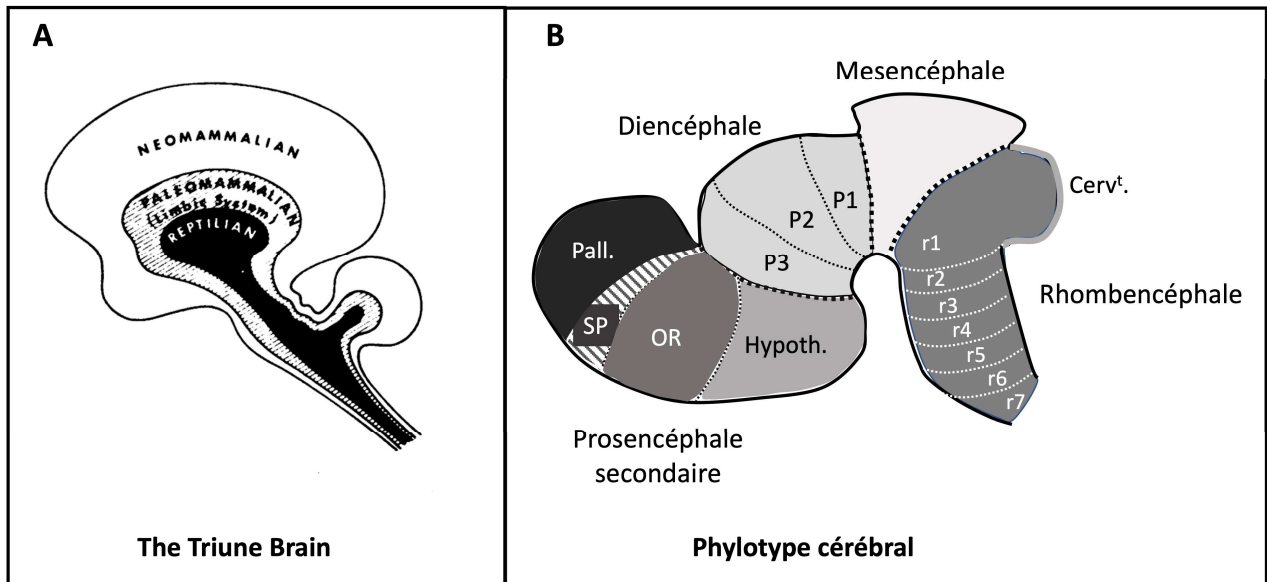 A
NEOMAMMALIAN
PALEOMAMMALIAN
(Limbic System)
REPTILIAN
The Triune Brain
B
Mesencéphale
Diencéphale
Cervᵗ.
P1
P2
P3
Pall.
SP
OR
Hypoth.
r1
r2
r3
r4
r5
r6
r7
Rhombencéphale
Prosencéphale
secondaire
Phylotype cérébral